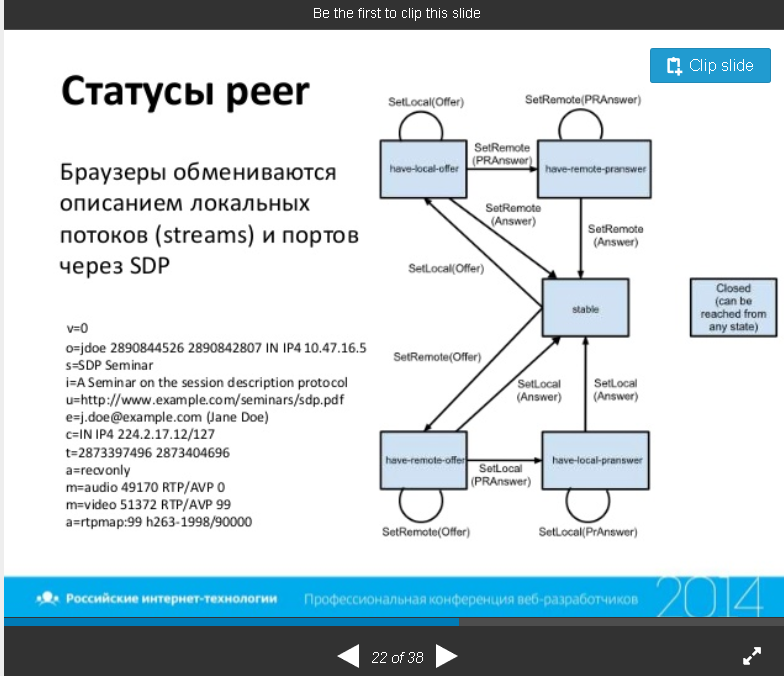 Be the first to clip this slide
Clip slide
Статусы peer
Браузеры обмениваются
описанием локальных
потоков (streams) и портов
через SDP
v=0
o=jdoe 2890844526 2890842807 IN IP4 10.47.16.5
s=SDP Seminar
i=A Seminar on the session description protocol
u=http://www.example.com/seminars/sdp.pdf
e=j.doe@example.com (Jane Doe)
c=IN IP4 224.2.17.12/127
t=2873397496 2873404696
a=recvonly
m=audio 49170 RTP/AVP 0
m=video 51372 RTP/AVP 99
a=rtpmap:99 h263-1998/90000
SetLocal(Offer)
SetRemote(PRAnswer)
have-local-offer
SetRemote
(PRAnswer)
have-remote-pranswer
SetRemote
(Answer)
SetRemote
(Answer)
SetLocal(Offer)
stable
Closed
(can be
reached from
any state)
SetRemote(Offer)
SetLocal
(Answer)
SetLocal
(Answer)
have-remote-offer
SetLocal
(PRAnswer)
have-local-pranswer
SetRemote(Offer)
SetLocal(PrAnswer)
Российские интернет-технологии
Профессиональная конференция веб-разработчиков
2014
22 of 38